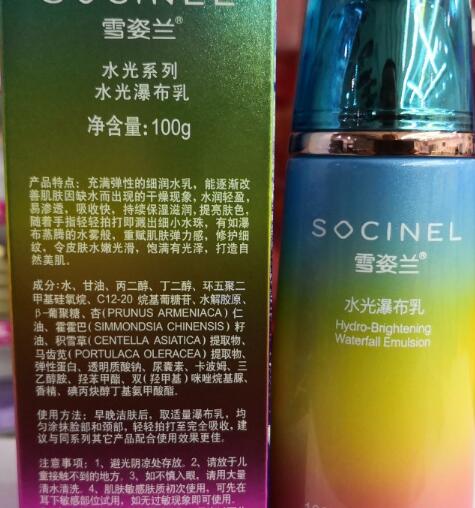 SOCINEL
雪姿兰®
水光系列
水光瀑布乳
净含量:100g
产品特点：充满弹性的细润水乳，能逐渐改
善肌肤因缺水而出现的干燥现象，水润轻盈，
易渗透，吸收快，持续保湿滋润，提亮肤色，
随着手指轻轻拍打即溅出细小水珠，有如瀑
布蒸腾的水雾般，重赋肌肤弹力感，修护细
纹，令皮肤水嫩光滑，饱满有光泽，打造自
然美肌。
成分：水、甘油、丙二醇、丁二醇、环五聚二
甲基硅氧烷、C12-20 烷基葡糖苷、水解胶原、
β-葡聚糖、杏(PRUNUS ARMENIACA) 仁
油、霍霍巴 (SIMMONDSIA CHINENSIS) 籽
油、积雪草(CENTELLA ASIATICA) 提取物、
马齿苋 (PORTULACA OLERACEA) 提取物、
弹性蛋白、透明质酸钠、尿囊素、卡波姆、三
乙醇胺、羟苯甲酯、双(羟甲基)咪唑烷基脲、
香精、碘丙炔醇丁基氨甲酸酯.
使用方法：早晚洁肤后，取适量瀑布乳，均
匀涂抹脸部和颈部，轻轻拍打至完全吸收，建
议与同系列其它产品配合使用效果更佳。
注意事项：1、避光阴凉处存放。2、请放于儿
童接触不到的地方。3、如不慎入眼，请用大量
清水清洗。4、肌肤敏感肤质初次使用，可先在
耳下敏感部位试用，如无过敏现象即可使用。
SOCINEL
雪姿兰®
水光瀑布乳
Hydro-Brightening
Waterfall Emulsion